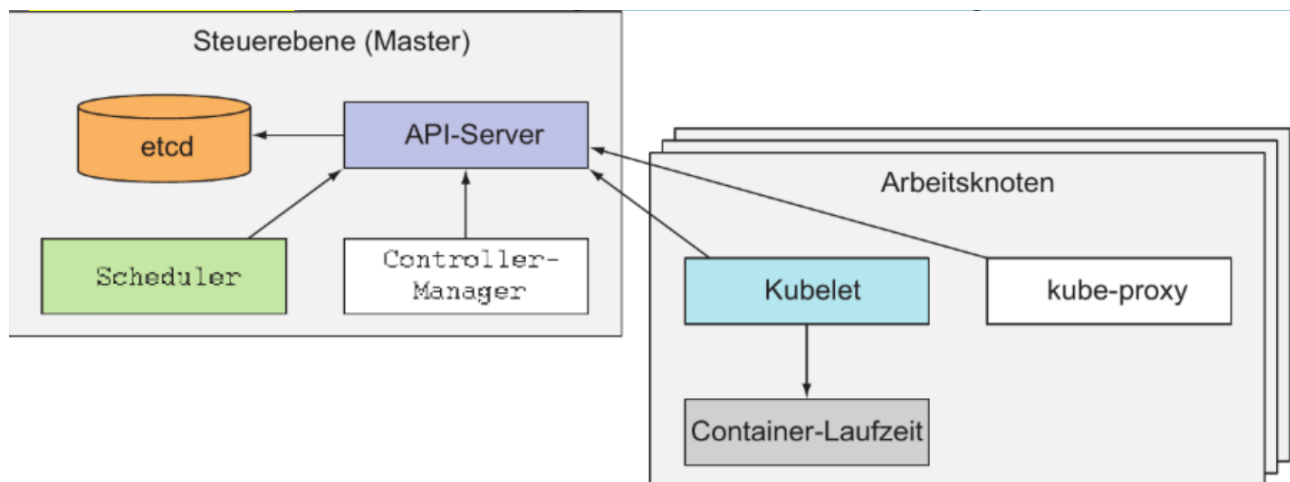 Steuerebene (Master)
etcd
API-Server
Scheduler
Controller-
Manager
Arbeitsknoten
Kubelet
kube-proxy
Container-Laufzeit